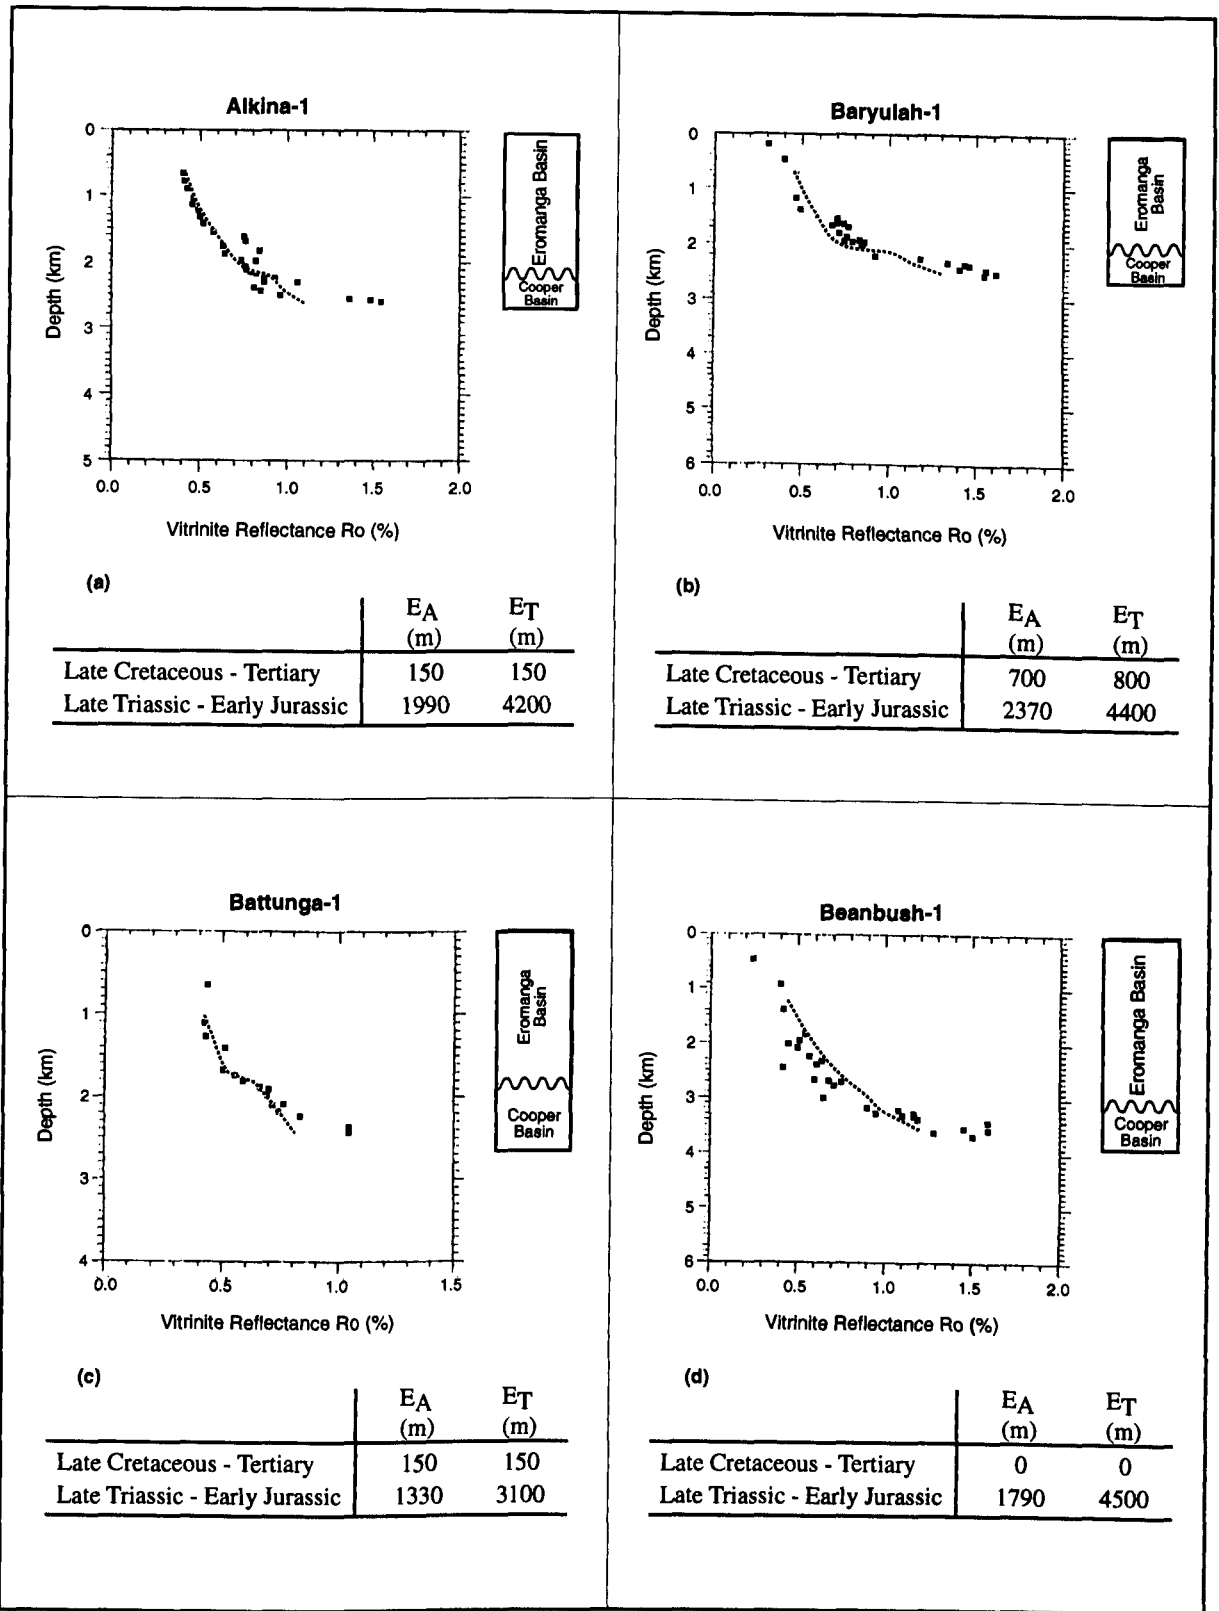 Alkina-1
0
1
2
3
4
5
Depth (km)
0.0 0.5 1.0 1.5 2.0
Vitrinite Reflectance Ro (%)
Eromanga Basin
Cooper
Basin
(a)
EA ET
(m) (m)
Late Cretaceous - Tertiary 150 150
Late Triassic - Early Jurassic 1990 4200
Baryulah-1
0
1
2
3
4
5
6
Depth (km)
0.0 0.5 1.0 1.5 2.0
Vitrinite Reflectance Ro (%)
Eromanga
Basin
Cooper
Basin
(b)
EA ET
(m) (m)
Late Cretaceous - Tertiary 700 800
Late Triassic - Early Jurassic 2370 4400
Battunga-1
0
1
2
3
4
Depth (km)
0.0 0.5 1.0 1.5
Vitrinite Reflectance Ro (%)
Eromanga
Basin
Cooper
Basin
(c)
EA ET
(m) (m)
Late Cretaceous - Tertiary 150 150
Late Triassic - Early Jurassic 1330 3100
Beanbush-1
0
1
2
3
4
5
6
Depth (km)
0.0 0.5 1.0 1.5 2.0
Vitrinite Reflectance Ro (%)
Eromanga Basin
Cooper
Basin
(d)
EA ET
(m) (m)
Late Cretaceous - Tertiary 0 0
Late Triassic - Early Jurassic 1790 4500